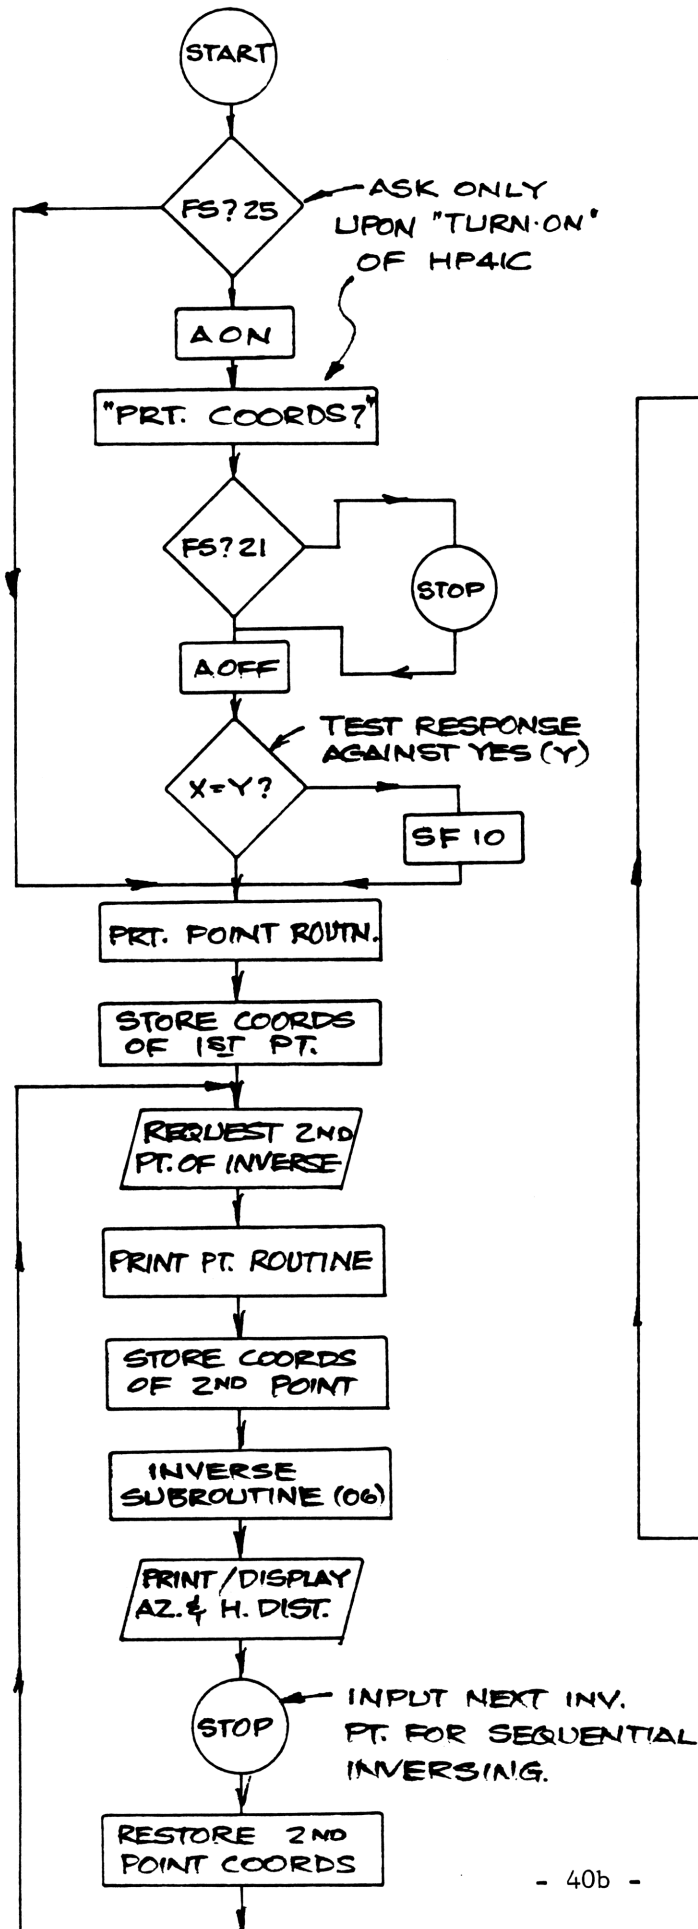 START
FS?25
ASK ONLY
UPON "TURN-ON"
OF HP41C
AON
"PRT. COORDS?"
FS?21
STOP
AOFF
TEST RESPONSE
AGAINST YES (Y)
X=Y?
SF 10
PRT. POINT ROUTN.
STORE COORDS
OF 1ST PT.
REQUEST 2ND
PT. OF INVERSE
PRINT PT. ROUTINE
STORE COORDS
OF 2ND POINT
INVERSE
SUBROUTINE (06)
PRINT/DISPLAY
AZ. & H. DIST.
STOP
INPUT NEXT INV.
PT. FOR SEQUENTIAL
INVERSING.
RESTORE 2ND
POINT COORDS
- 40b -